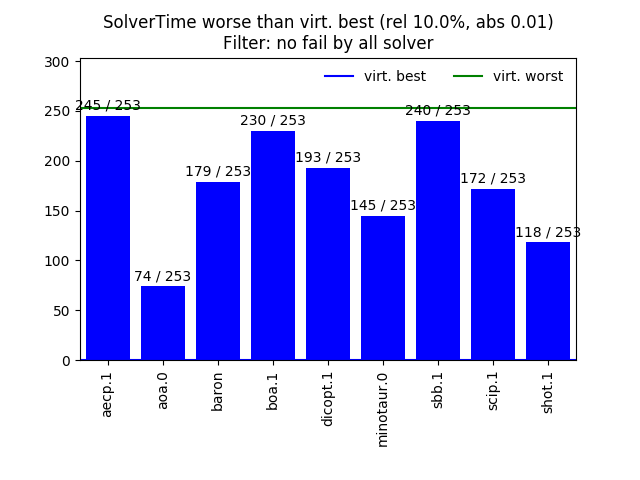 SolverTime worse than virt. best (rel 10.0%, abs 0.01)
Filter: no fail by all solver
300
250
200
150
100
50
0
virt. best
virt. worst
245 / 253
74 / 253
179 / 253
230 / 253
193 / 253
145 / 253
240 / 253
172 / 253
118 / 253
aecp.1
aoa.0
baron
boa.1
dicopt.1
minotaur.0
sbb.1
scip.1
shot.1